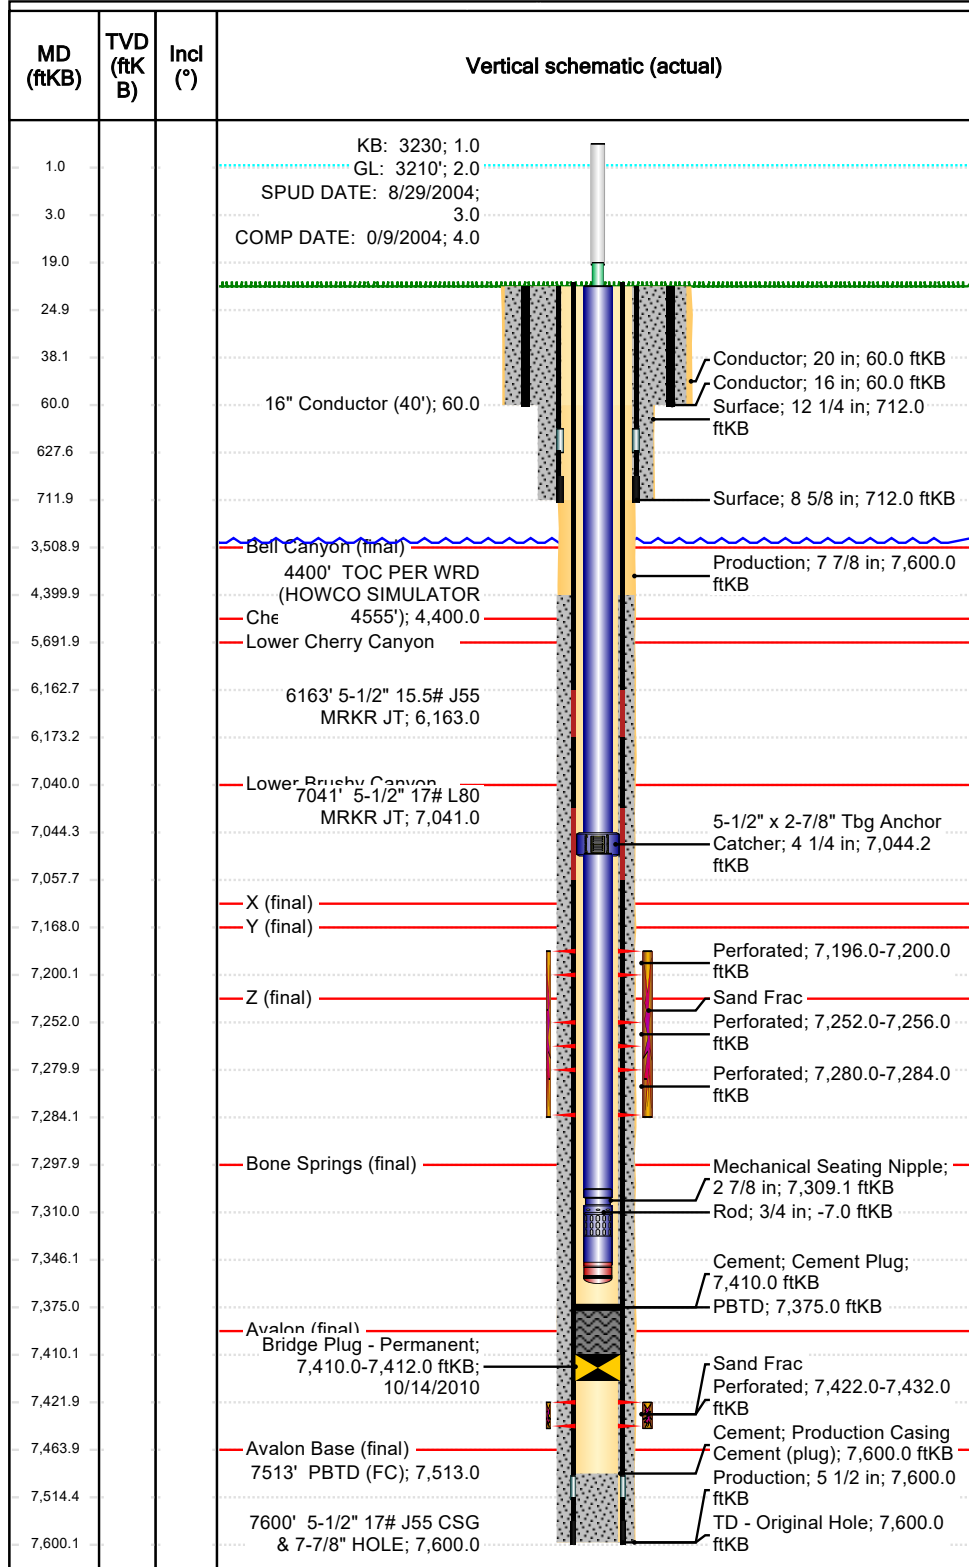 MD
(ftKB)
TVD
(ftK
B)
Incl
(°)
Vertical schematic (actual)
1.0
3.0
19.0
24.9
38.1
60.0
627.6
711.9
3,508.9
4,399.9
5,691.9
6,162.7
6,173.2
7,040.0
7,044.3
7,057.7
7,168.0
7,200.1
7,252.0
7,279.9
7,284.1
7,297.9
7,310.0
7,346.1
7,375.0
7,410.1
7,421.9
7,463.9
7,514.4
7,600.1
KB: 3230; 1.0
GL: 3210'; 2.0
SPUD DATE: 8/29/2004;
3.0
COMP DATE: 0/9/2004; 4.0
16" Conductor (40'); 60.0
Bell Canyon (final)
4400' TOC PER WRD
(HOWCO SIMULATOR
4555'); 4,400.0
Lower Cherry Canyon
6163' 5-1/2" 15.5# J55
MRKR JT; 6,163.0
Lower Brushy Canyon
7041' 5-1/2" 17# L80
MRKR JT; 7,041.0
X (final)
Y (final)
Z (final)
Bone Springs (final)
Avalon (final)
Bridge Plug - Permanent;
7,410.0-7,412.0 ftKB;
10/14/2010
Avalon Base (final)
7513' PBTD (FC); 7,513.0
7600' 5-1/2" 17# J55 CSG
& 7-7/8" HOLE; 7,600.0
Conductor; 20 in; 60.0 ftKB
Conductor; 16 in; 60.0 ftKB
Surface; 12 1/4 in; 712.0
ftKB
Surface; 8 5/8 in; 712.0 ftKB
Production; 7 7/8 in; 7,600.0
ftKB
5-1/2" x 2-7/8" Tbg Anchor
Catcher; 4 1/4 in; 7,044.2
ftKB
Perforated; 7,196.0-7,200.0
ftKB
Sand Frac
Perforated; 7,252.0-7,256.0
ftKB
Perforated; 7,280.0-7,284.0
ftKB
Mechanical Seating Nipple;
2 7/8 in; 7,309.1 ftKB
Rod; 3/4 in; -7.0 ftKB
Cement; Cement Plug;
7,410.0 ftKB
PBTD; 7,375.0 ftKB
Sand Frac
Perforated; 7,422.0-7,432.0
ftKB
Cement; Production Casing
Cement (plug); 7,600.0 ftKB
Production; 5 1/2 in; 7,600.0
ftKB
TD - Original Hole; 7,600.0
ftKB